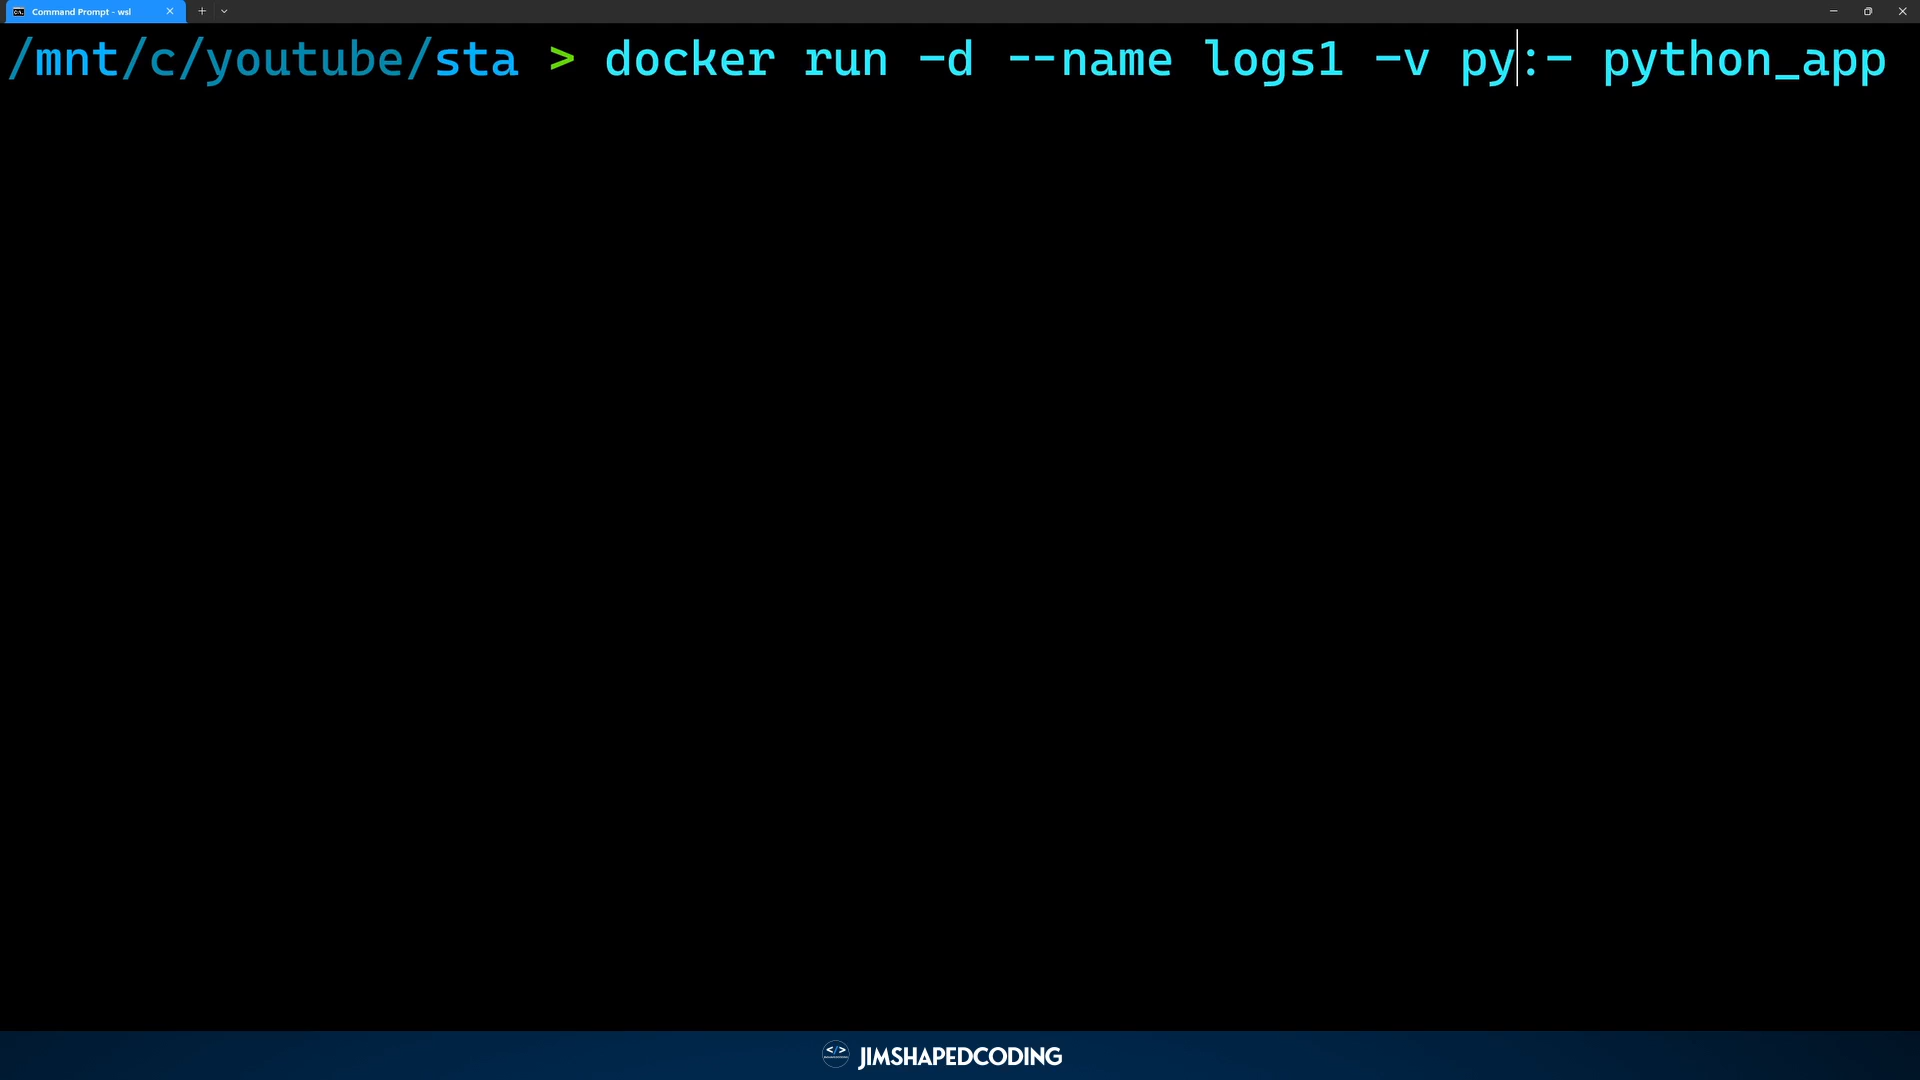 Command Prompt - wsl
/mnt/c/youtube/sta > docker run -d --name logs1 -v py:- python_app
</> JIMSHAPEDCODING